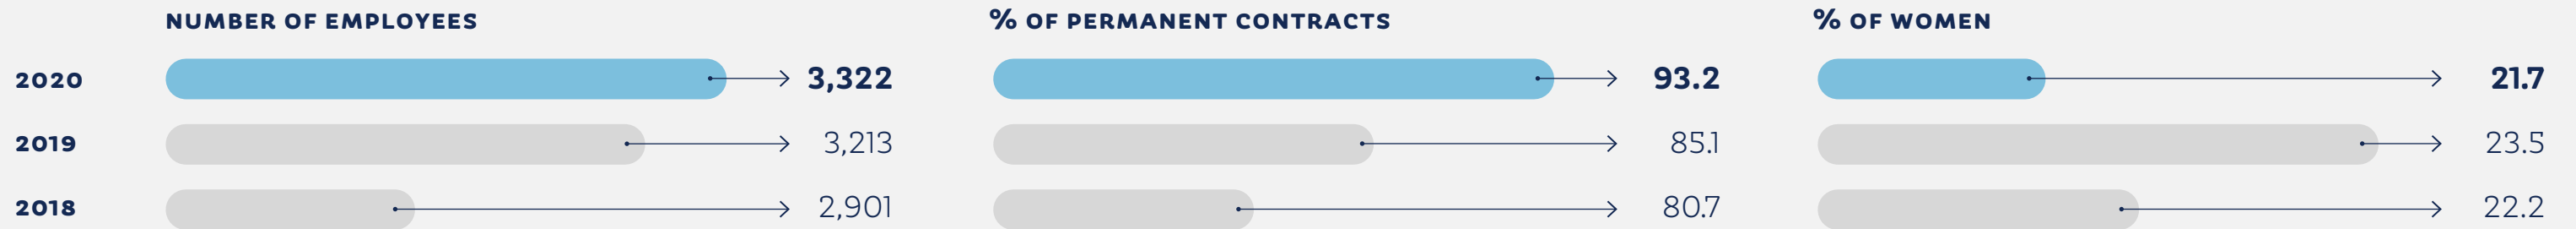 NUMBER OF EMPLOYEES % OF PERMANENT CONTRACTS % OF WOMEN
2020 3,322 93.2 21.7
2019 3,213 85.1 23.5
2018 2,901 80.7 22.2